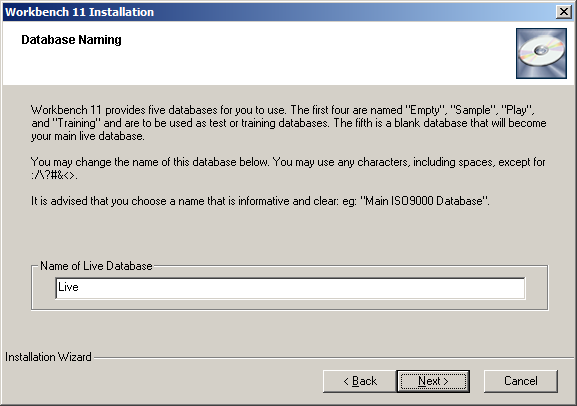 Workbench 11 Installation
Database Naming
Workbench 11 provides five databases for you to use. The first four are named "Empty", "Sample", "Play",
and "Training" and are to be used as test or training databases. The fifth is a blank database that will become
your main live database.
You may change the name of this database below. You may use any characters, including spaces, except for
:/\?#&<>.
It is advised that you choose a name that is informative and clear: eg: "Main ISO9000 Database".
Name of Live Database
Live
Installation Wizard
< Back
Next >
Cancel